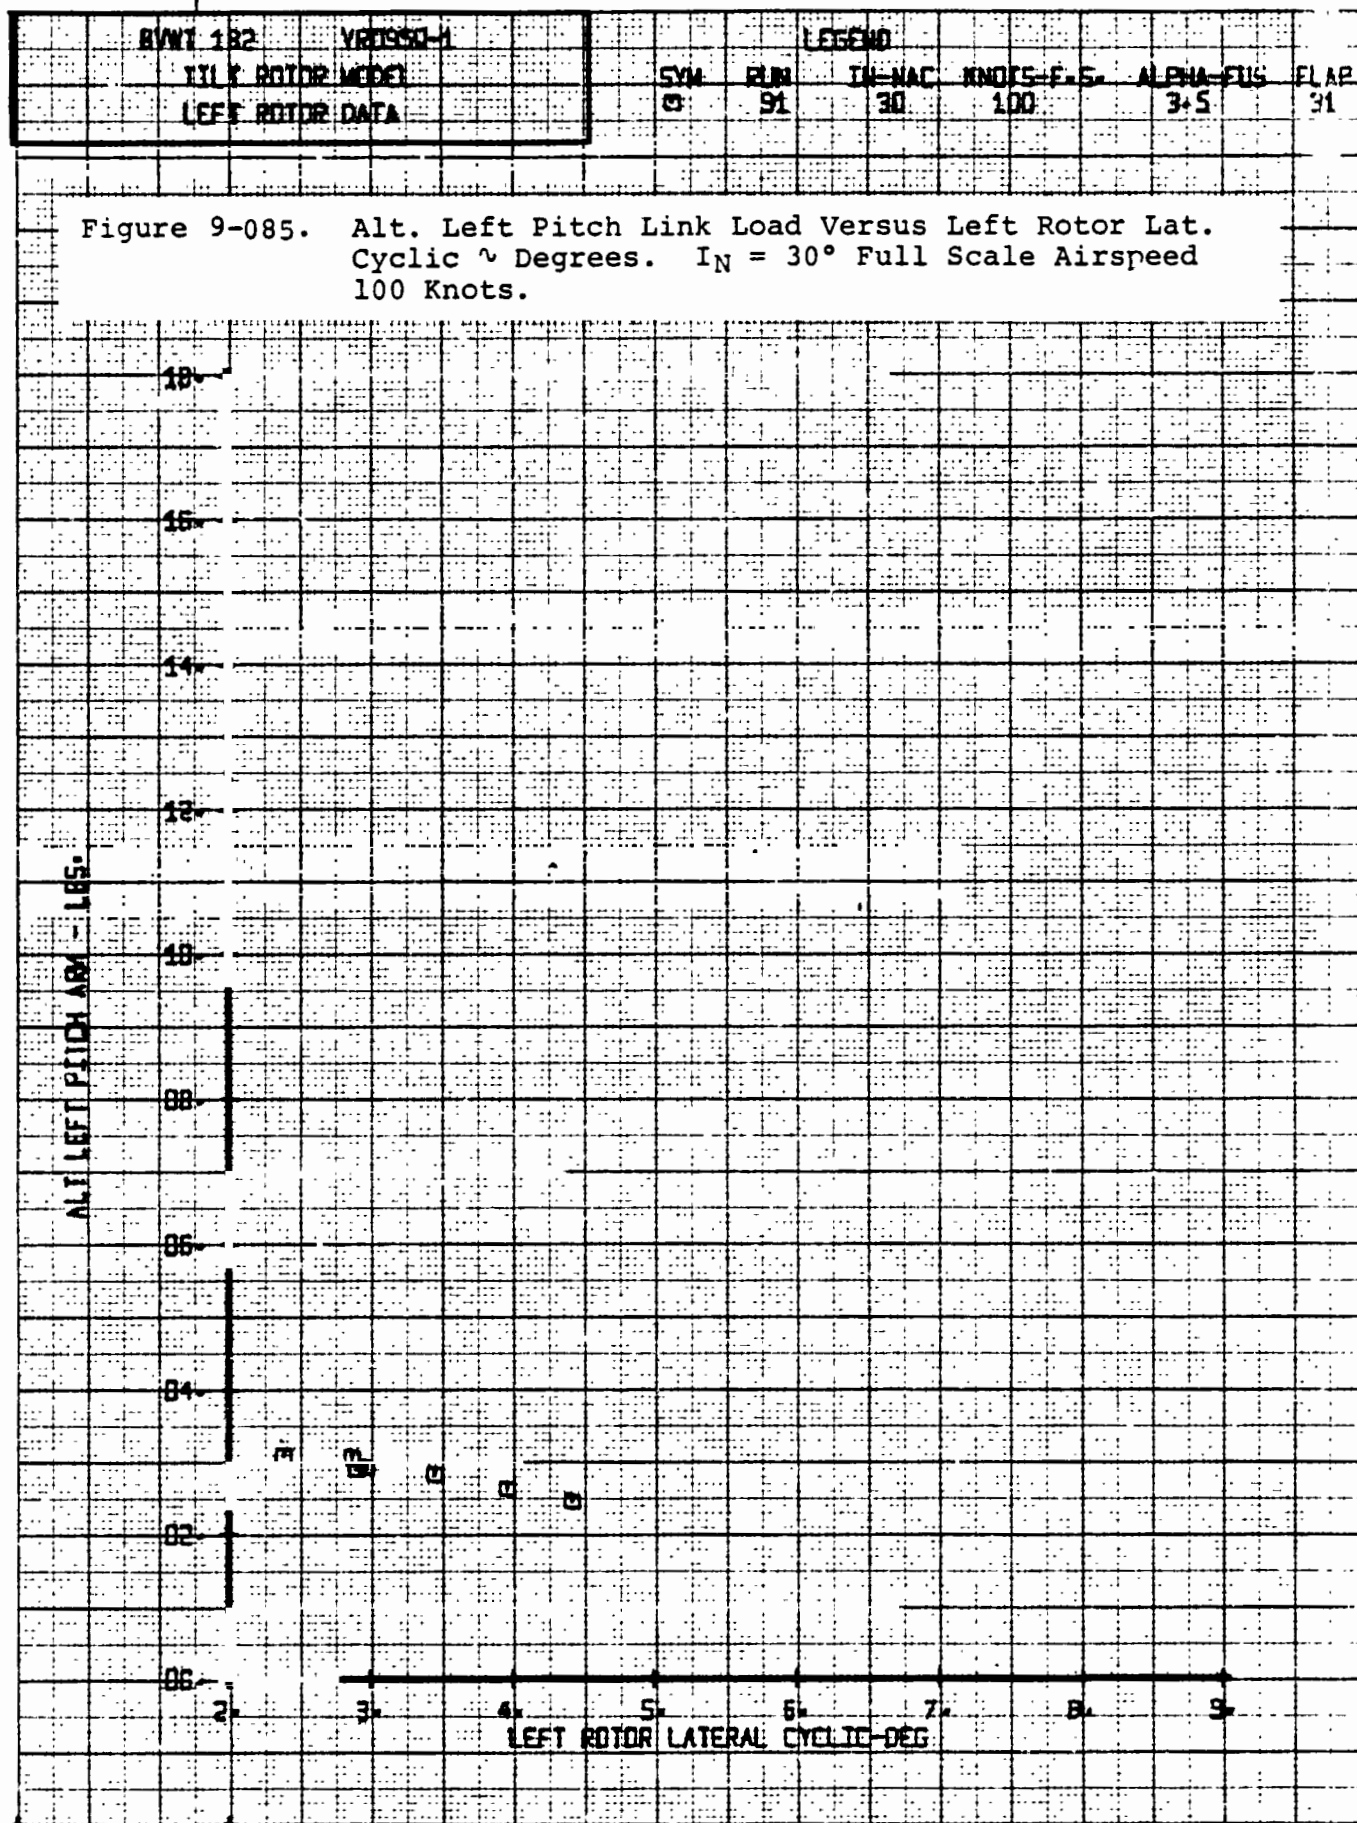 BVWT 182 VR095Q-1
TILT ROTOR MODEL
LEFT ROTOR DATA
LEGEND
SYM RUN IN-NAC KNOTS-F.S. ALPHA-FUS FLAP
91 30 100 3+5 31
Figure 9-085. Alt. Left Pitch Link Load Versus Left Rotor Lat.
Cyclic ~ Degrees. I_N = 30° Full Scale Airspeed
100 Knots.
18.
16.
14.
12.
10.
08.
06.
04.
02.
ALT LEFT PITCH ARM - LBS.
2. 3. 4. 5. 6. 7. 8. 9.
LEFT ROTOR LATERAL CYCLIC-DEG